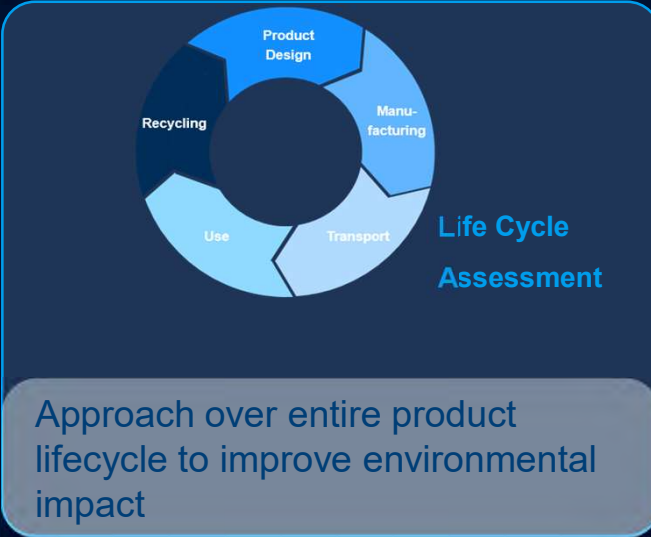 Product
Design
Manu-
facturing
Recycling
Use
Transport
Life Cycle
Assessment
Approach over entire product
lifecycle to improve environmental
impact